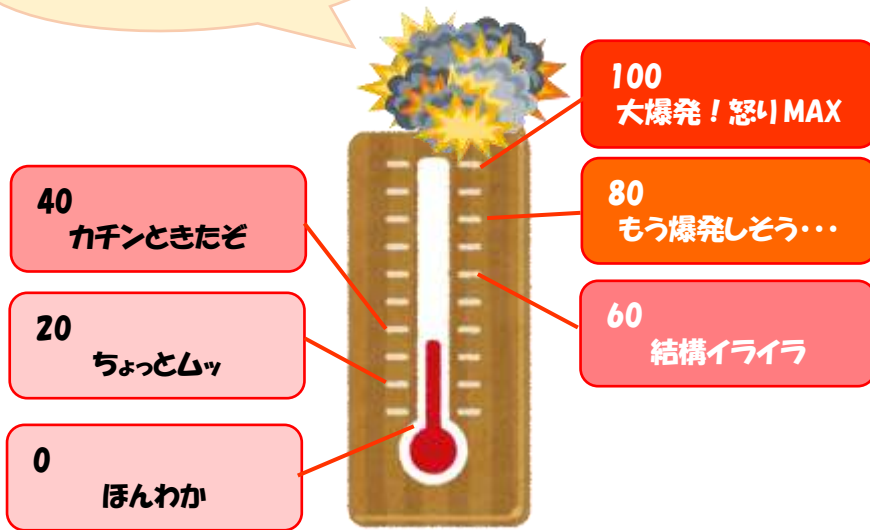 100
大爆発！怒りMAX
40
カチンときたぞ
80
もう爆発しそう・・・
20
ちょっとムッ
60
結構イライラ
0
ほんわか